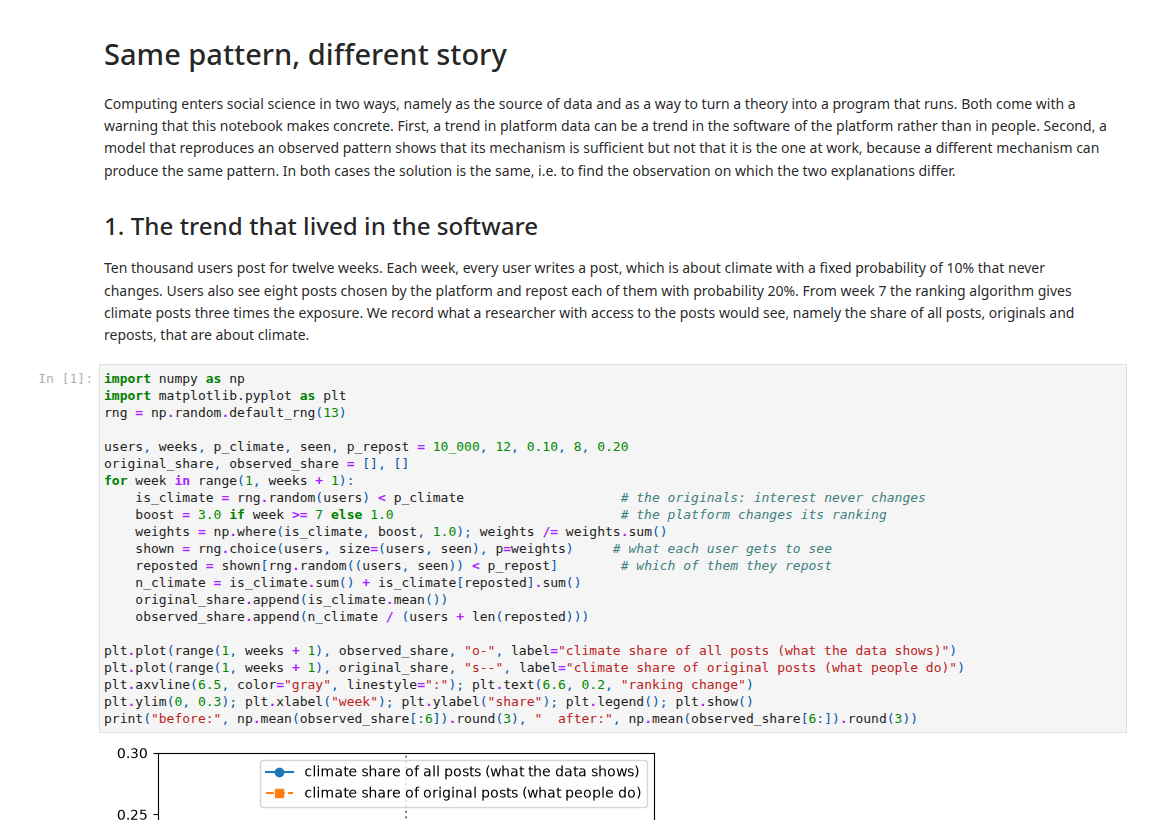 Same pattern, different story
Computing enters social science in two ways, namely as the source of data and as a way to turn a theory into a program that runs. Both come with a
warning that this notebook makes concrete. First, a trend in platform data can be a trend in the software of the platform rather than in people. Second, a
model that reproduces an observed pattern shows that its mechanism is sufficient but not that it is the one at work, because a different mechanism can
produce the same pattern. In both cases the solution is the same, i.e. to find the observation on which the two explanations differ.
1. The trend that lived in the software
Ten thousand users post for twelve weeks. Each week, every user writes a post, which is about climate with a fixed probability of 10% that never
changes. Users also see eight posts chosen by the platform and repost each of them with probability 20%. From week 7 the ranking algorithm gives
climate posts three times the exposure. We record what a researcher with access to the posts would see, namely the share of all posts, originals and
reposts, that are about climate.
In [1]:
import numpy as np
import matplotlib.pyplot as plt
rng = np.random.default_rng(13)
users, weeks, p_climate, seen, p_repost = 10_000, 12, 0.10, 8, 0.20
original_share, observed_share = [], []
for week in range(1, weeks + 1):
    is_climate = rng.random(users) < p_climate                    # the originals: interest never changes
    boost = 3.0 if week >= 7 else 1.0                             # the platform changes its ranking
    weights = np.where(is_climate, boost, 1.0); weights /= weights.sum()
    shown = rng.choice(users, size=(users, seen), p=weights)     # what each user gets to see
    reposted = shown[rng.random((users, seen)) < p_repost]        # which of them they repost
    n_climate = is_climate.sum() + is_climate[reposted].sum()
    original_share.append(is_climate.mean())
    observed_share.append(n_climate / (users + len(reposted)))
plt.plot(range(1, weeks + 1), observed_share, "o-", label="climate share of all posts (what the data shows)")
plt.plot(range(1, weeks + 1), original_share, "s--", label="climate share of original posts (what people do)")
plt.axvline(6.5, color="gray", linestyle=":"); plt.text(6.6, 0.2, "ranking change")
plt.ylim(0, 0.3); plt.xlabel("week"); plt.ylabel("share"); plt.legend(); plt.show()
print("before:", np.mean(observed_share[:6]).round(3), "  after:", np.mean(observed_share[6:]).round(3))
0.30
climate share of all posts (what the data shows)
climate share of original posts (what people do)
0.25